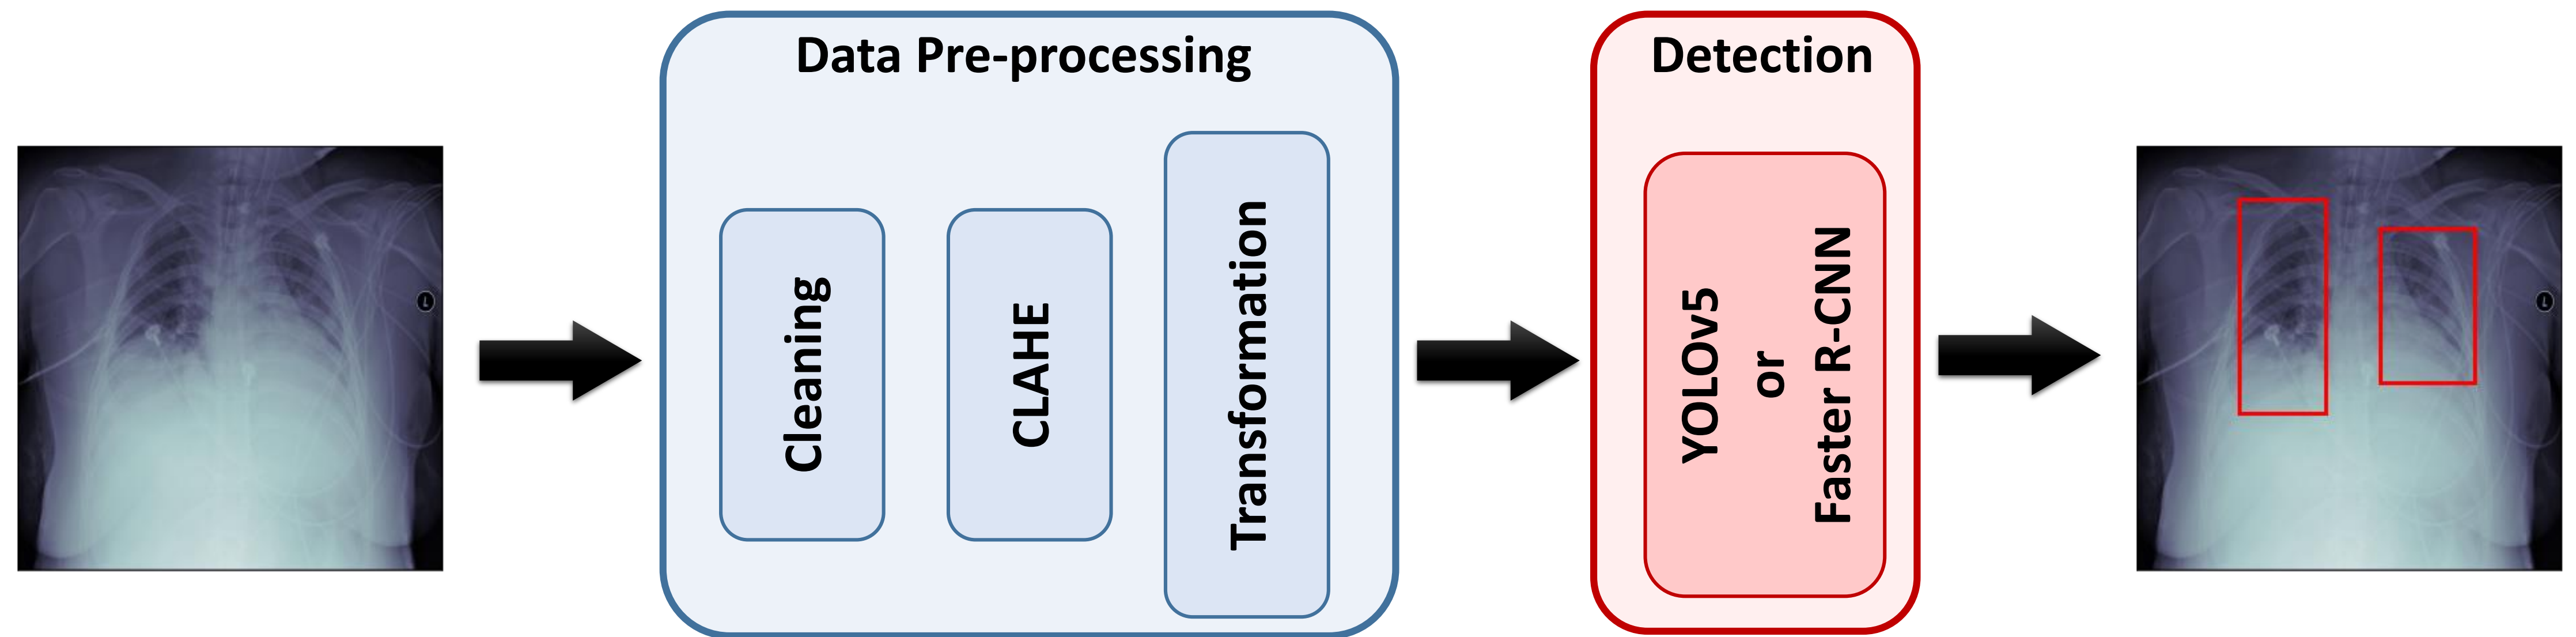 Data Pre-processing
Cleaning
CLAHE
Transformation
Detection
YOLOv5
or
Faster R-CNN
L
L